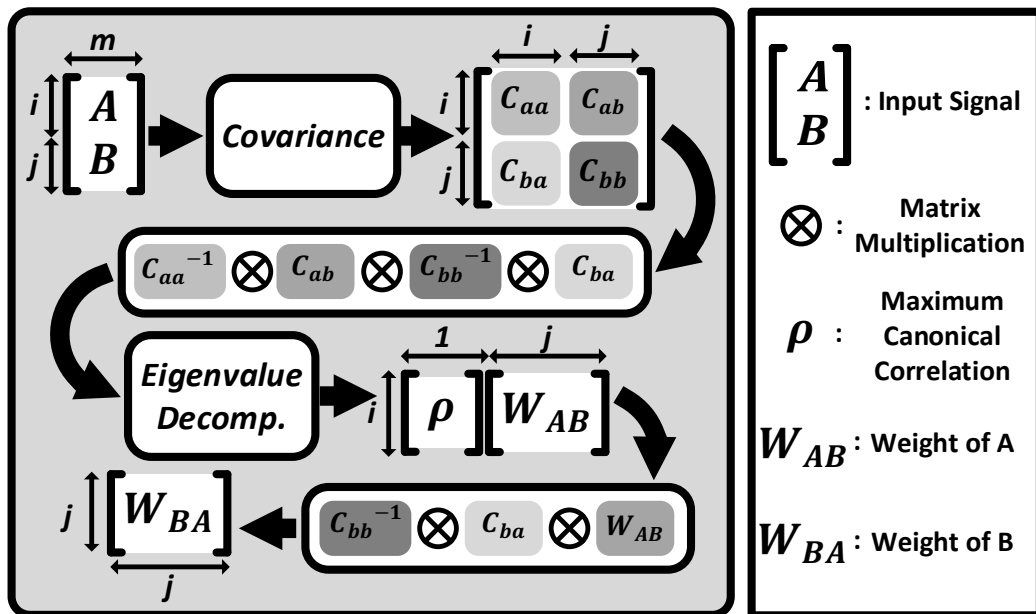 m
i
j
A
B
Covariance
i
j
i
j
C_aa
C_ab
C_ba
C_bb
C_aa⁻¹ ⊗ C_ab ⊗ C_bb⁻¹ ⊗ C_ba
Eigenvalue
Decomp.
1
j
i
ρ
W_AB
j
W_BA
j
C_bb⁻¹ ⊗ C_ba ⊗ W_AB
A
B
: Input Signal
⊗ : Matrix
Multiplication
ρ : Maximum
Canonical
Correlation
W_AB : Weight of A
W_BA : Weight of B